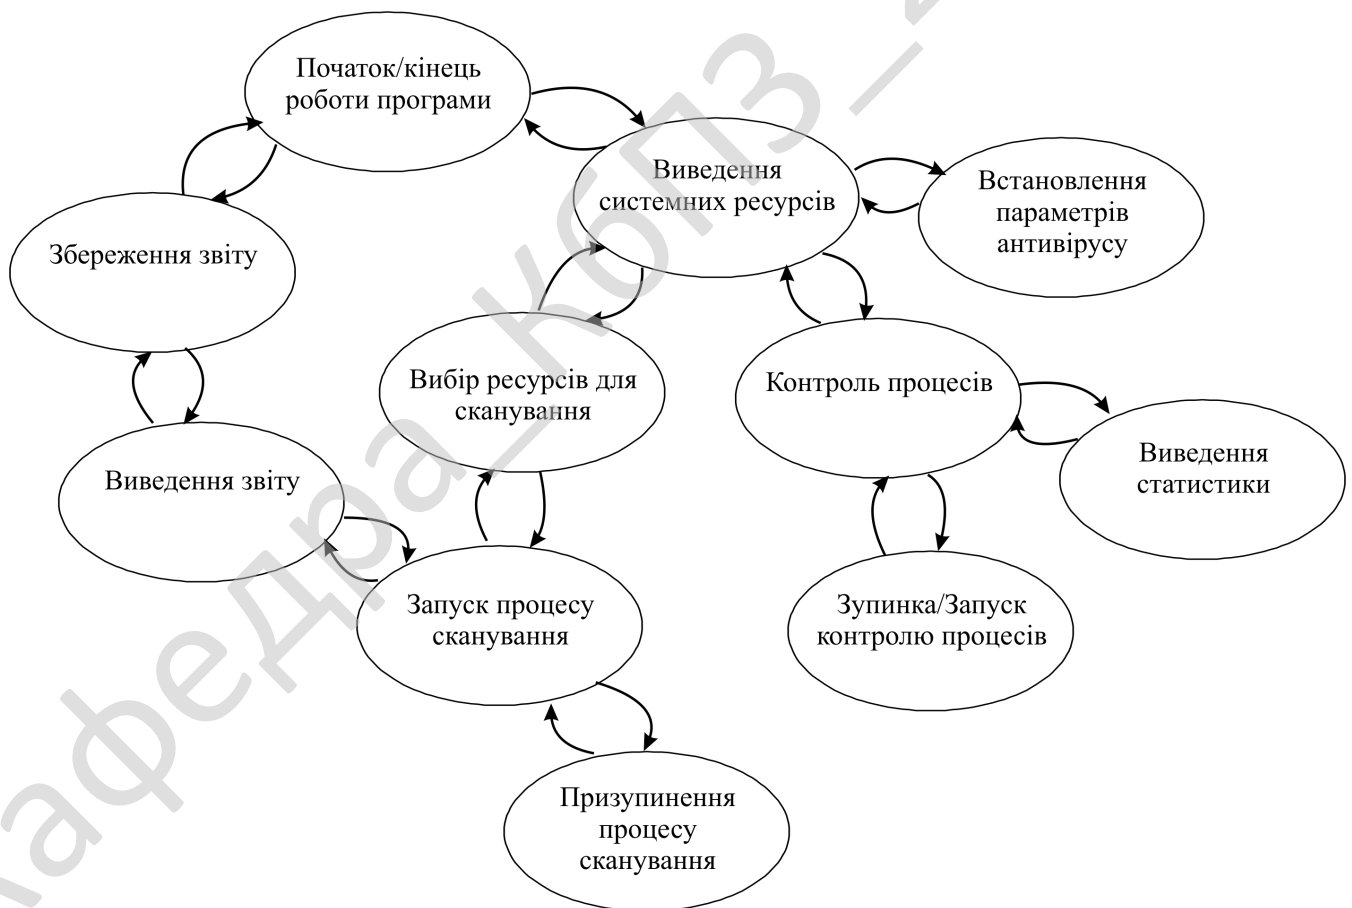 Початок/кінець
роботи програми
Виведення
системних ресурсів
Встановлення
параметрів
антивірусу
Збереження звіту
Вибір ресурсів для
сканування
Контроль процесів
Виведення
статистики
Виведення звіту
Запуск процесу
сканування
Зупинка/Запуск
контролю процесів
Призупинення
процесу
сканування
Кафедра_КбПЗ_